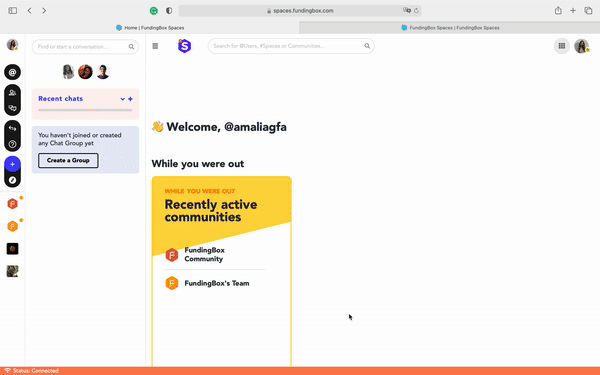 spaces.fundingbox.com
Home | FundingBox Spaces
FundingBox Spaces | FundingBox Spaces
Find or start a conversation...
Search for @Users, #Spaces or Communities...
Recent chats
You haven't joined or created
any Chat Group yet
Create a Group
👋 Welcome, @amaliagfa
While you were out
WHILE YOU WERE OUT
Recently active
communities
FundingBox
Community
FundingBox's Team
Status: Connected